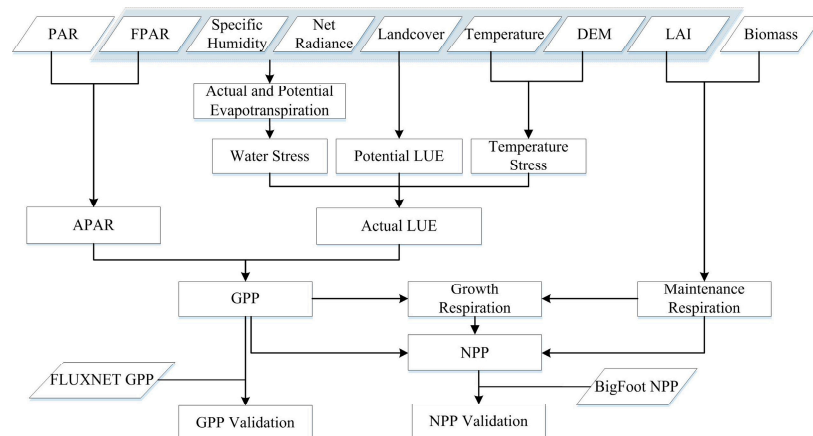 PAR
FPAR
Specific
Humidity
Net
Radiance
Landcover
Temperature
DEM
LAI
Biomass
Actual and Potential
Evapotranspiration
Water Stress
Potential LUE
Temperature
Stress
APAR
Actual LUE
GPP
Growth
Respiration
Maintenance
Respiration
NPP
FLUXNET GPP
BigFoot NPP
GPP Validation
NPP Validation